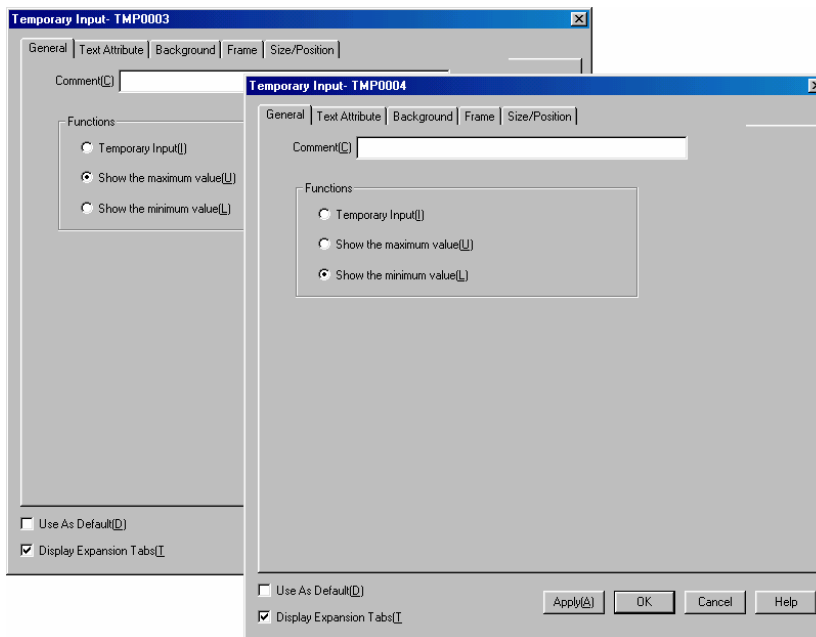 Temporary Input- TMP0003
General Text Attribute Background Frame Size/Position
Comment(C)
Functions
Temporary Input(I)
Show the maximum value(U)
Show the minimum value(L)
Use As Default(D)
Display Expansion Tabs(T
Temporary Input- TMP0004
General Text Attribute Background Frame Size/Position
Comment(C)
Functions
Temporary Input(I)
Show the maximum value(U)
Show the minimum value(L)
Use As Default(D)
Display Expansion Tabs(T
Apply(A) OK Cancel Help